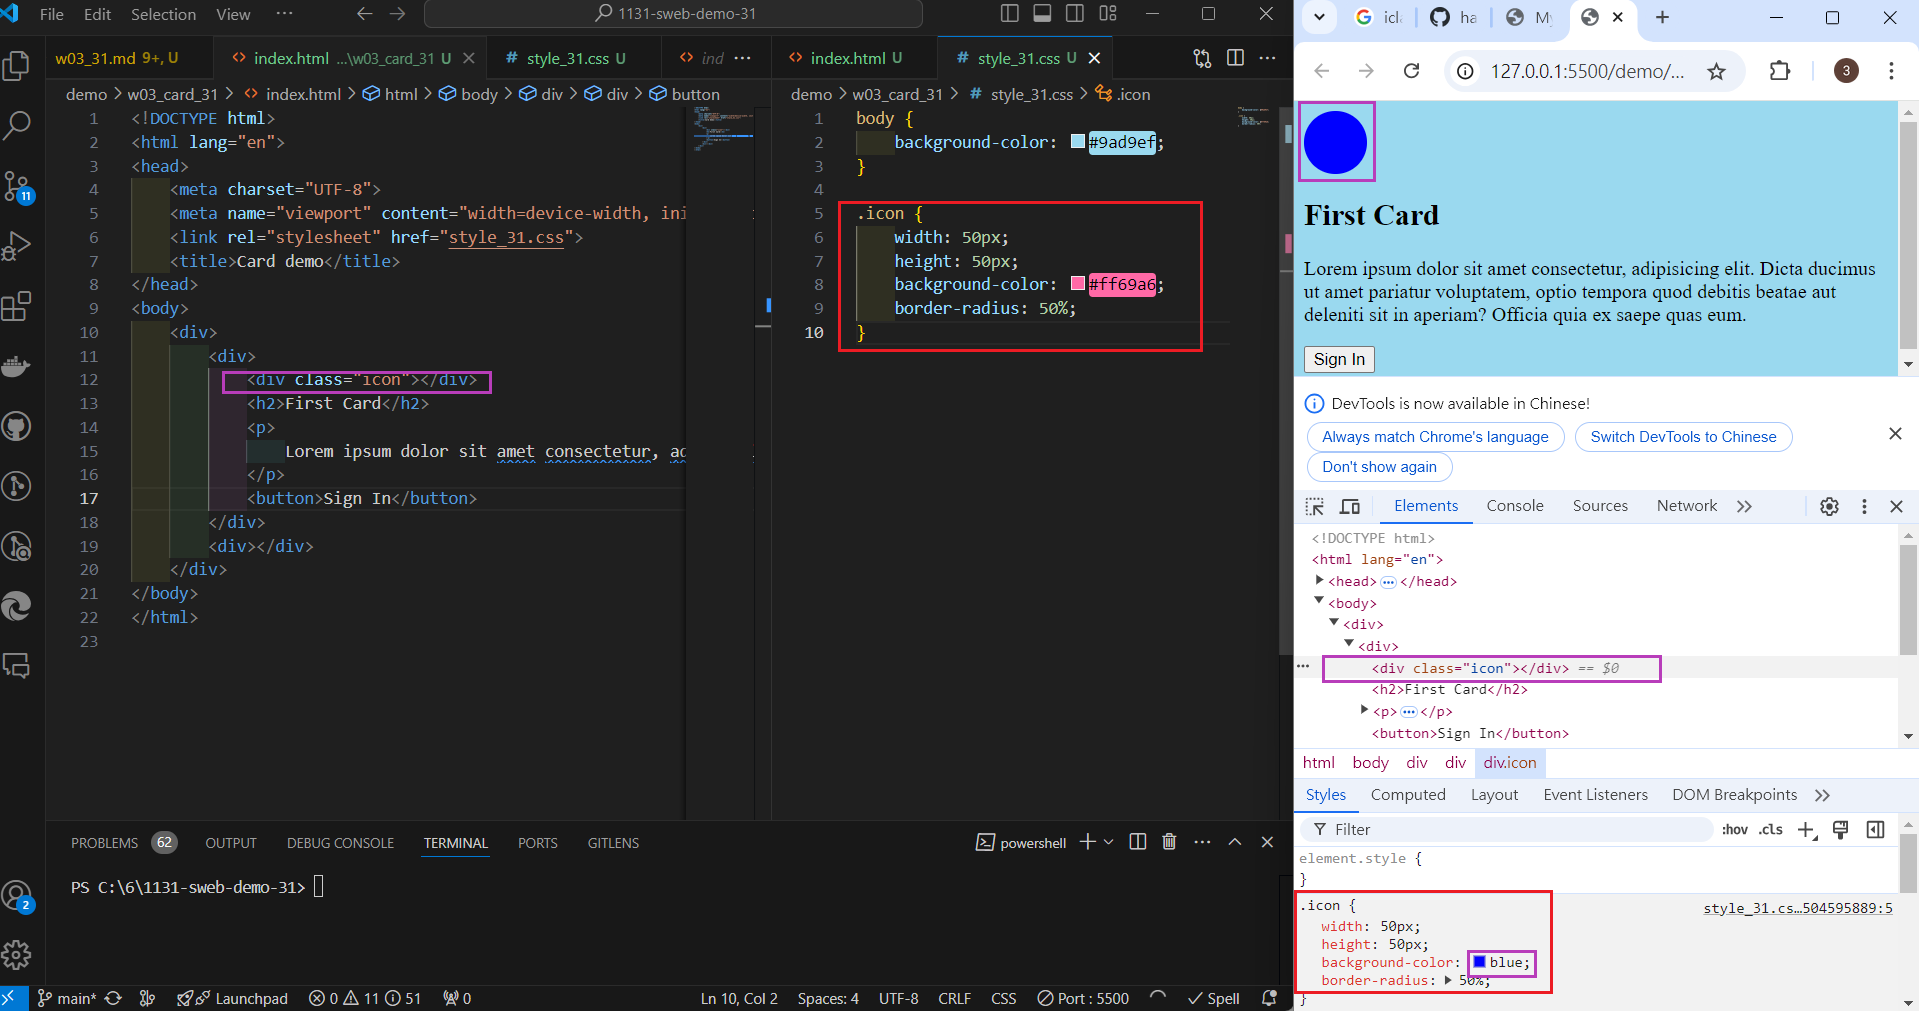 File Edit Selection View ··· 1131-sweb-demo-31
w03_31.md 9+, U
index.html ...\w03_card_31 U
style_31.css U
ind ···
index.html U
style_31.css U
demo > w03_card_31 > index.html > html > body > div > div > button
1 <!DOCTYPE html>
2 <html lang="en">
3 <head>
4 <meta charset="UTF-8">
5 <meta name="viewport" content="width=device-width, ini
6 <link rel="stylesheet" href="style_31.css">
7 <title>Card demo</title>
8 </head>
9 <body>
10 <div>
11 <div>
12 <div class="icon"></div>
13 <h2>First Card</h2>
14 <p>
15 Lorem ipsum dolor sit amet consectetur, ad
16 </p>
17 <button>Sign In</button>
18 </div>
19 <div></div>
20 </div>
21 </body>
22 </html>
23
demo > w03_card_31 > style_31.css > .icon
1 body {
2 background-color: #9ad9ef;
3 }
4
5 .icon {
6 width: 50px;
7 height: 50px;
8 background-color: #ff69a6;
9 border-radius: 50%;
10 }
PROBLEMS 62 OUTPUT DEBUG CONSOLE TERMINAL PORTS GITLENS
powershell
PS C:\6\1131-sweb-demo-31>
11
2
main* Launchpad 0 11 51 0
Ln 10, Col 2 Spaces: 4 UTF-8 CRLF CSS Port : 5500 Spell
icl
ha
My
127.0.0.1:5500/demo/...
3
First Card
Lorem ipsum dolor sit amet consectetur, adipisicing elit. Dicta ducimus
ut amet pariatur voluptatem, optio tempora quod debitis beatae aut
deleniti sit in aperiam? Officia quia ex saepe quas eum.
Sign In
DevTools is now available in Chinese!
Always match Chrome's language
Switch DevTools to Chinese
Don't show again
Elements Console Sources Network
<!DOCTYPE html>
<html lang="en">
<head> ··· </head>
<body>
<div>
<div>
··· <div class="icon"></div> == $0
<h2>First Card</h2>
<p> ··· </p>
<button>Sign In</button>
html body div div div.icon
Styles Computed Layout Event Listeners DOM Breakpoints
Filter :hov .cls
element.style {
}
.icon { style_31.cs…504595889:5
width: 50px;
height: 50px;
background-color: blue;
border-radius: 50%;
}